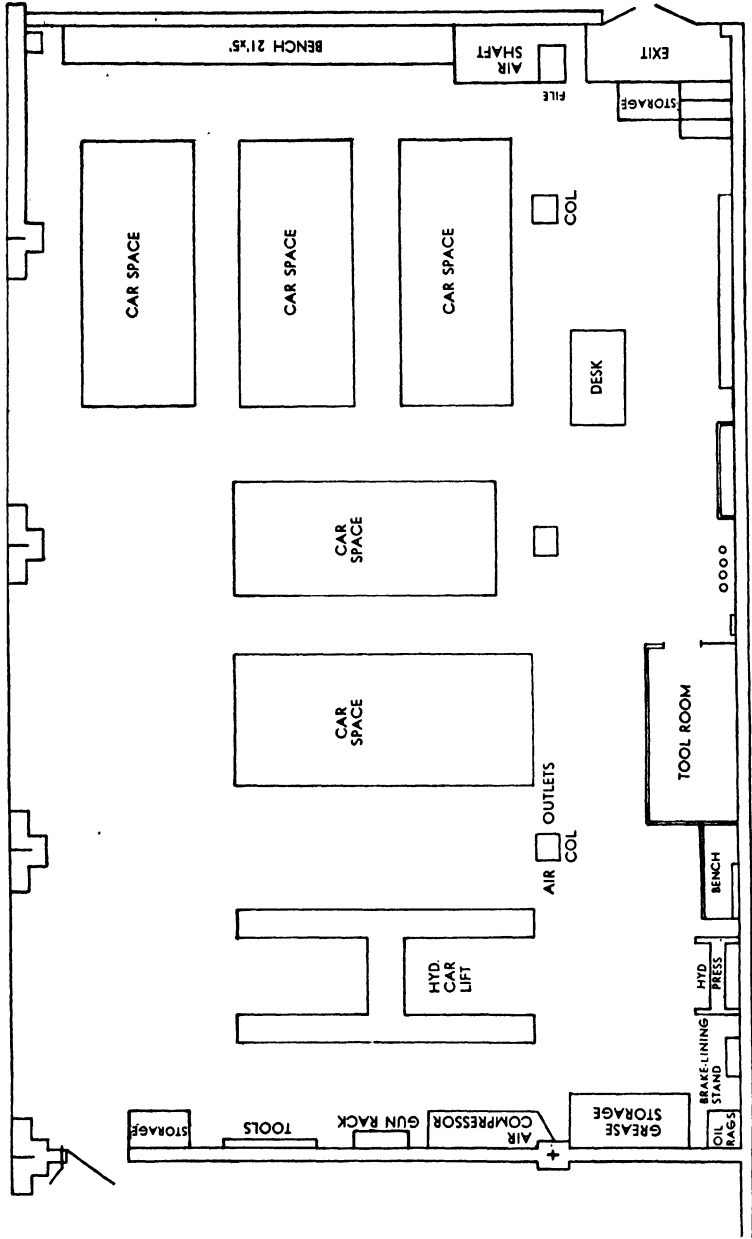 BENCH 21'x5'
AIR
SHAFT
FILE
EXIT
STORAGE
CAR SPACE
CAR SPACE
CAR SPACE
COL
DESK
CAR
SPACE
CAR
SPACE
TOOL ROOM
AIR OUTLETS
COL
BENCH
HYD.
CAR
LIFT
HYD
PRESS
BRAKE-LINING
STAND
STORAGE
TOOLS
GUN RACK
AIR
COMPRESSOR
GREASE
STORAGE
OIL
RAGS